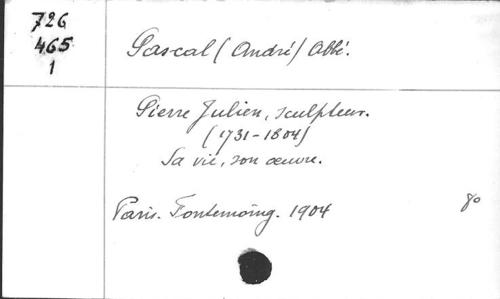 726
465
1
Pascal (André) Abbé.
Pierre Julien, sculpteur.
(1731-1804)
Sa vie, son œuvre.
Paris. Fontemoing. 1904 8°